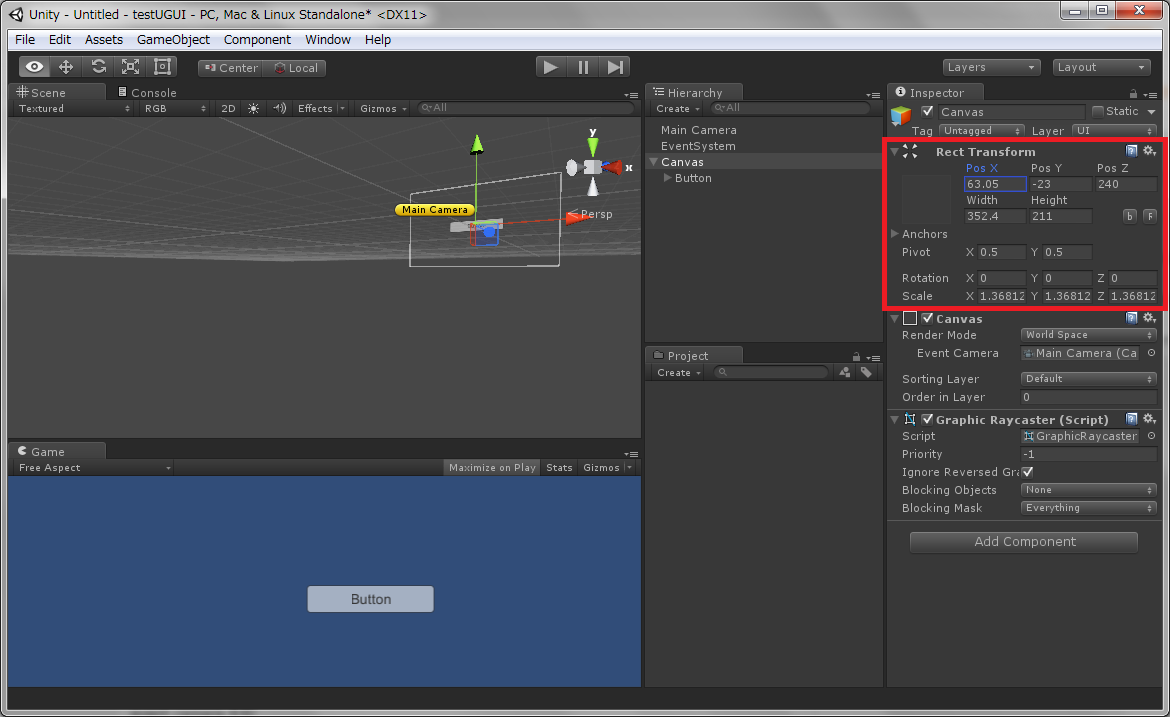 Unity - Untitled - testUGUI - PC, Mac & Linux Standalone* <DX11>
File Edit Assets GameObject Component Window Help
Center Local Layers Layout
Scene Console
Textured RGB 2D Effects Gizmos All
y
x
Persp
Main Camera
Hierarchy
Create All
Main Camera
EventSystem
Canvas
Button
Project
Create
Game
Free Aspect Maximize on Play Stats Gizmos
Button
Inspector
Canvas Static
Tag Untagged Layer UI
Rect Transform
Pos X Pos Y Pos Z
63.05 -23 240
Width Height
352.4 211 b F
Anchors
Pivot X 0.5 Y 0.5
Rotation X 0 Y 0 Z 0
Scale X 1.36812 Y 1.36812 Z 1.36812
Canvas
Render Mode World Space
Event Camera Main Camera (Ca
Sorting Layer Default
Order in Layer 0
Graphic Raycaster (Script)
Script GraphicRaycaster
Priority -1
Ignore Reversed Gra
Blocking Objects None
Blocking Mask Everything
Add Component